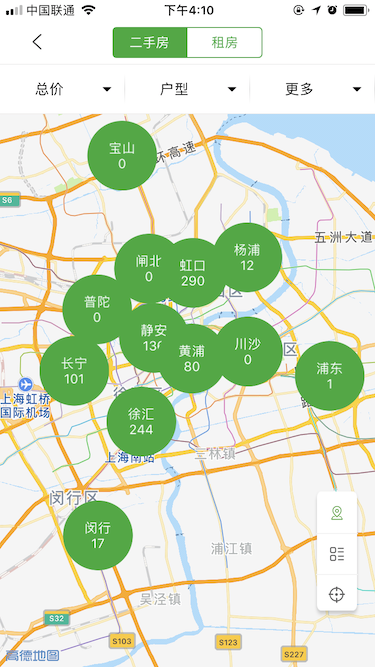 中国联通
下午4:10
二手房
租房
总价
户型
更多
宝山
0
环高速
S6
五洲大道
杨浦
12
闸北
0
虹口
290
普陀
0
静安
130
黄浦
80
川沙
0
区
长宁
101
浦东
1
上海虹桥
国际机场
徐汇
244
上海南站
三林镇
闵行区
闵行
17
浦江镇
吴泾镇
S32
S103
S123
S227
高德地图